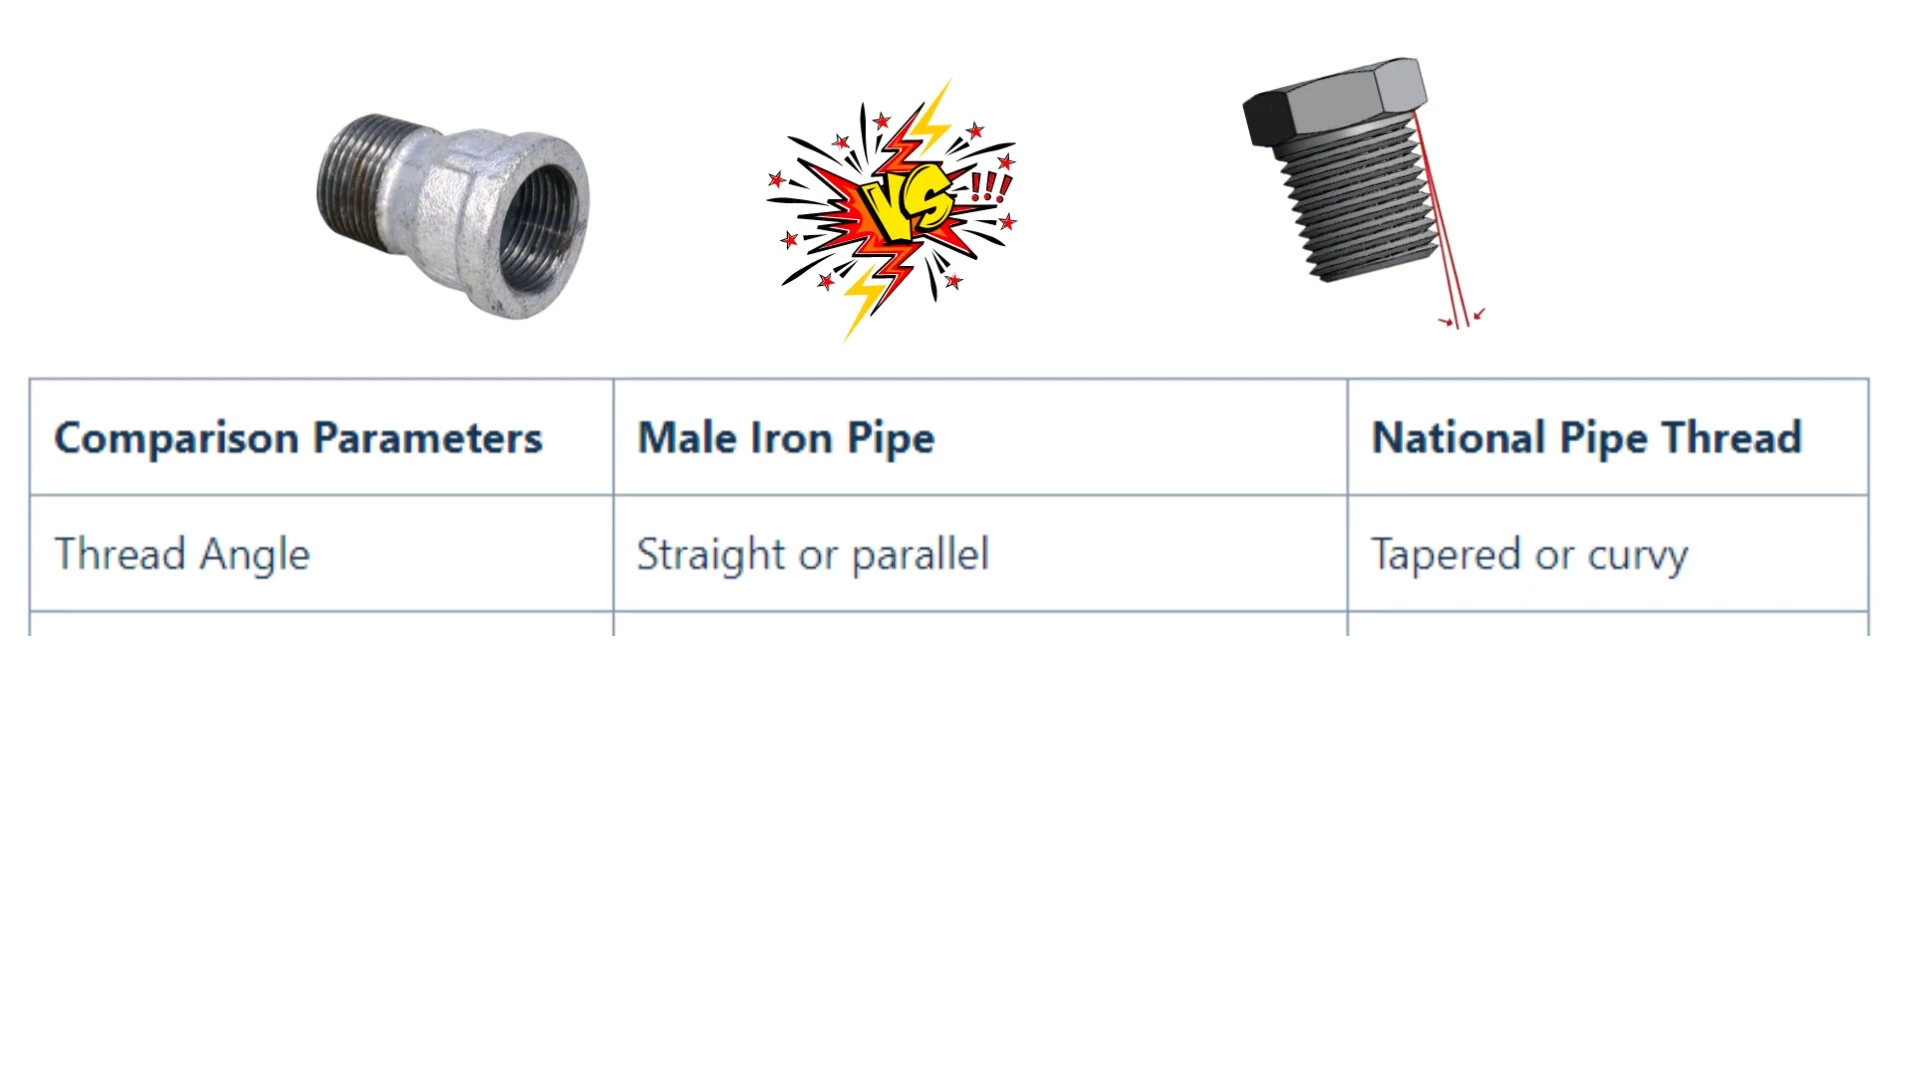 VS!!!
Comparison Parameters Male Iron Pipe National Pipe Thread
Thread Angle Straight or parallel Tapered or curvy